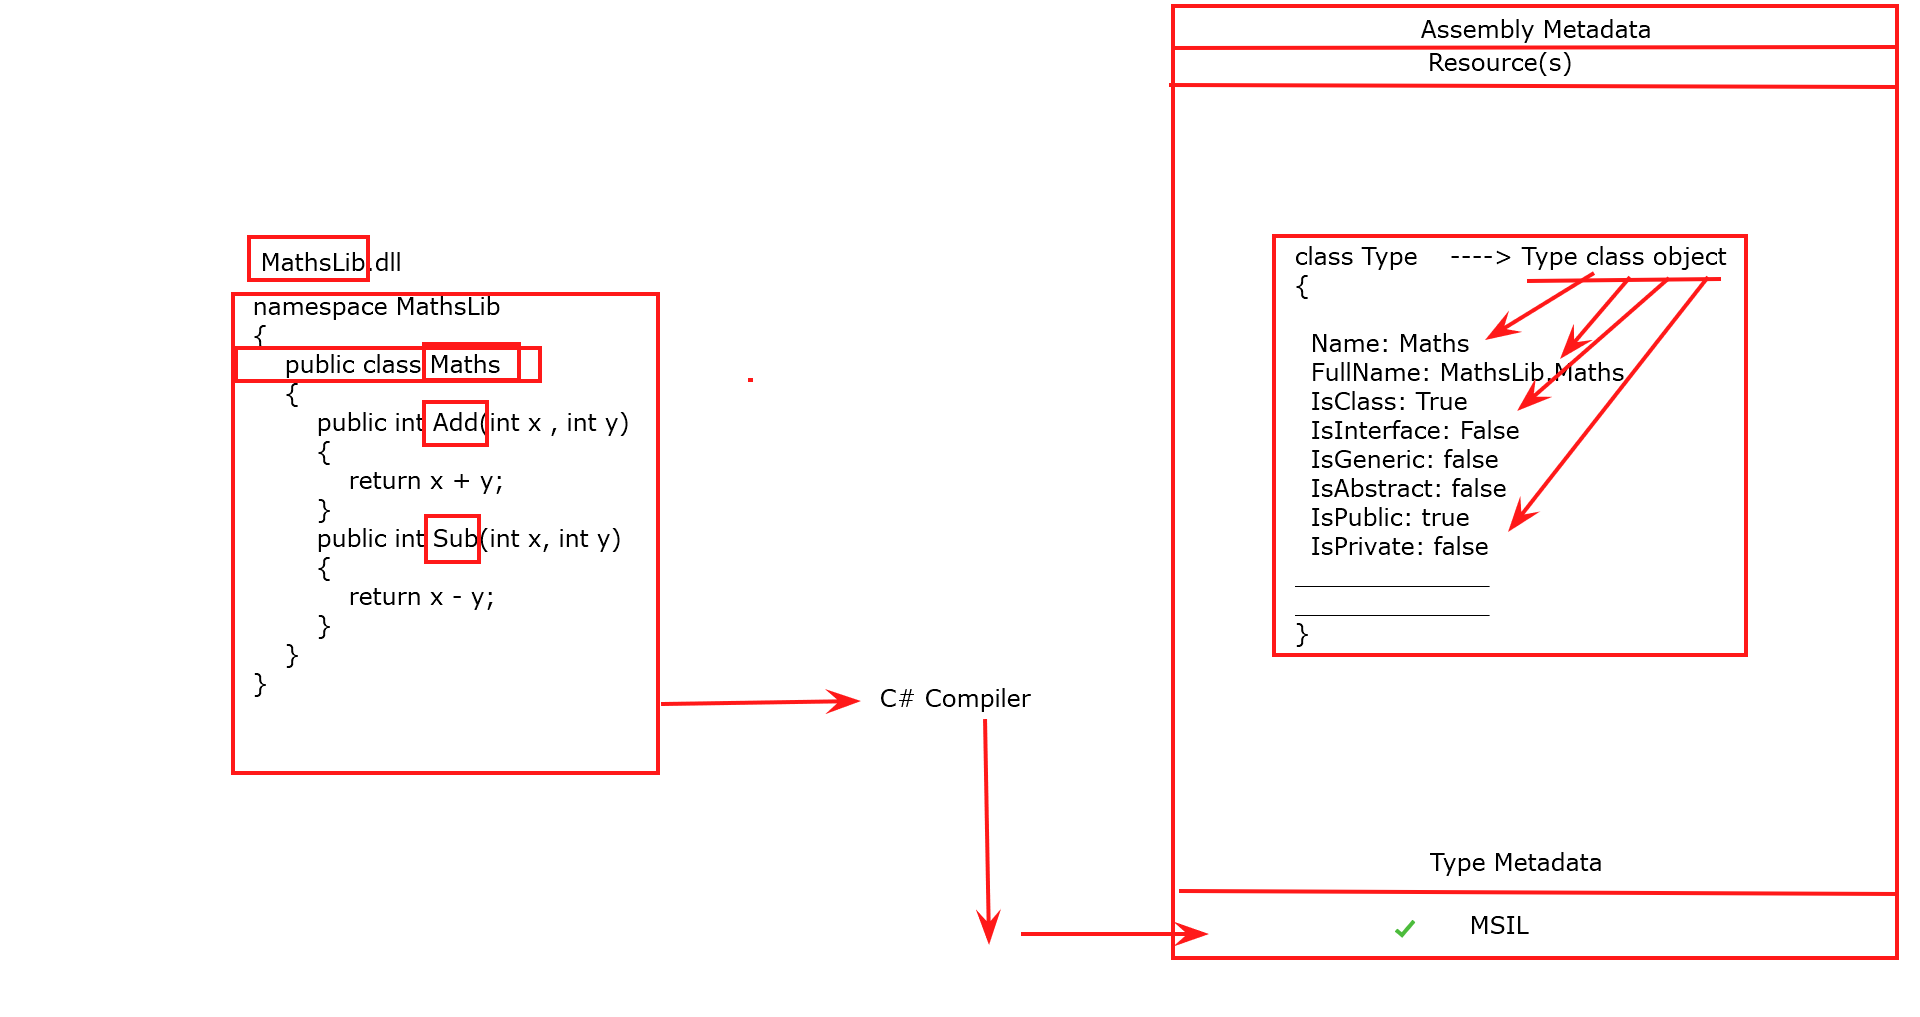 MathsLib.dll
namespace MathsLib
{
public class Maths
{
public int Add(int x , int y)
{
return x + y;
}
public int Sub(int x, int y)
{
return x - y;
}
}
}
C# Compiler
Assembly Metadata
Resource(s)
class Type ----> Type class object
{
Name: Maths
FullName: MathsLib.Maths
IsClass: True
IsInterface: False
IsGeneric: false
IsAbstract: false
IsPublic: true
IsPrivate: false
________________
________________
}
Type Metadata
MSIL